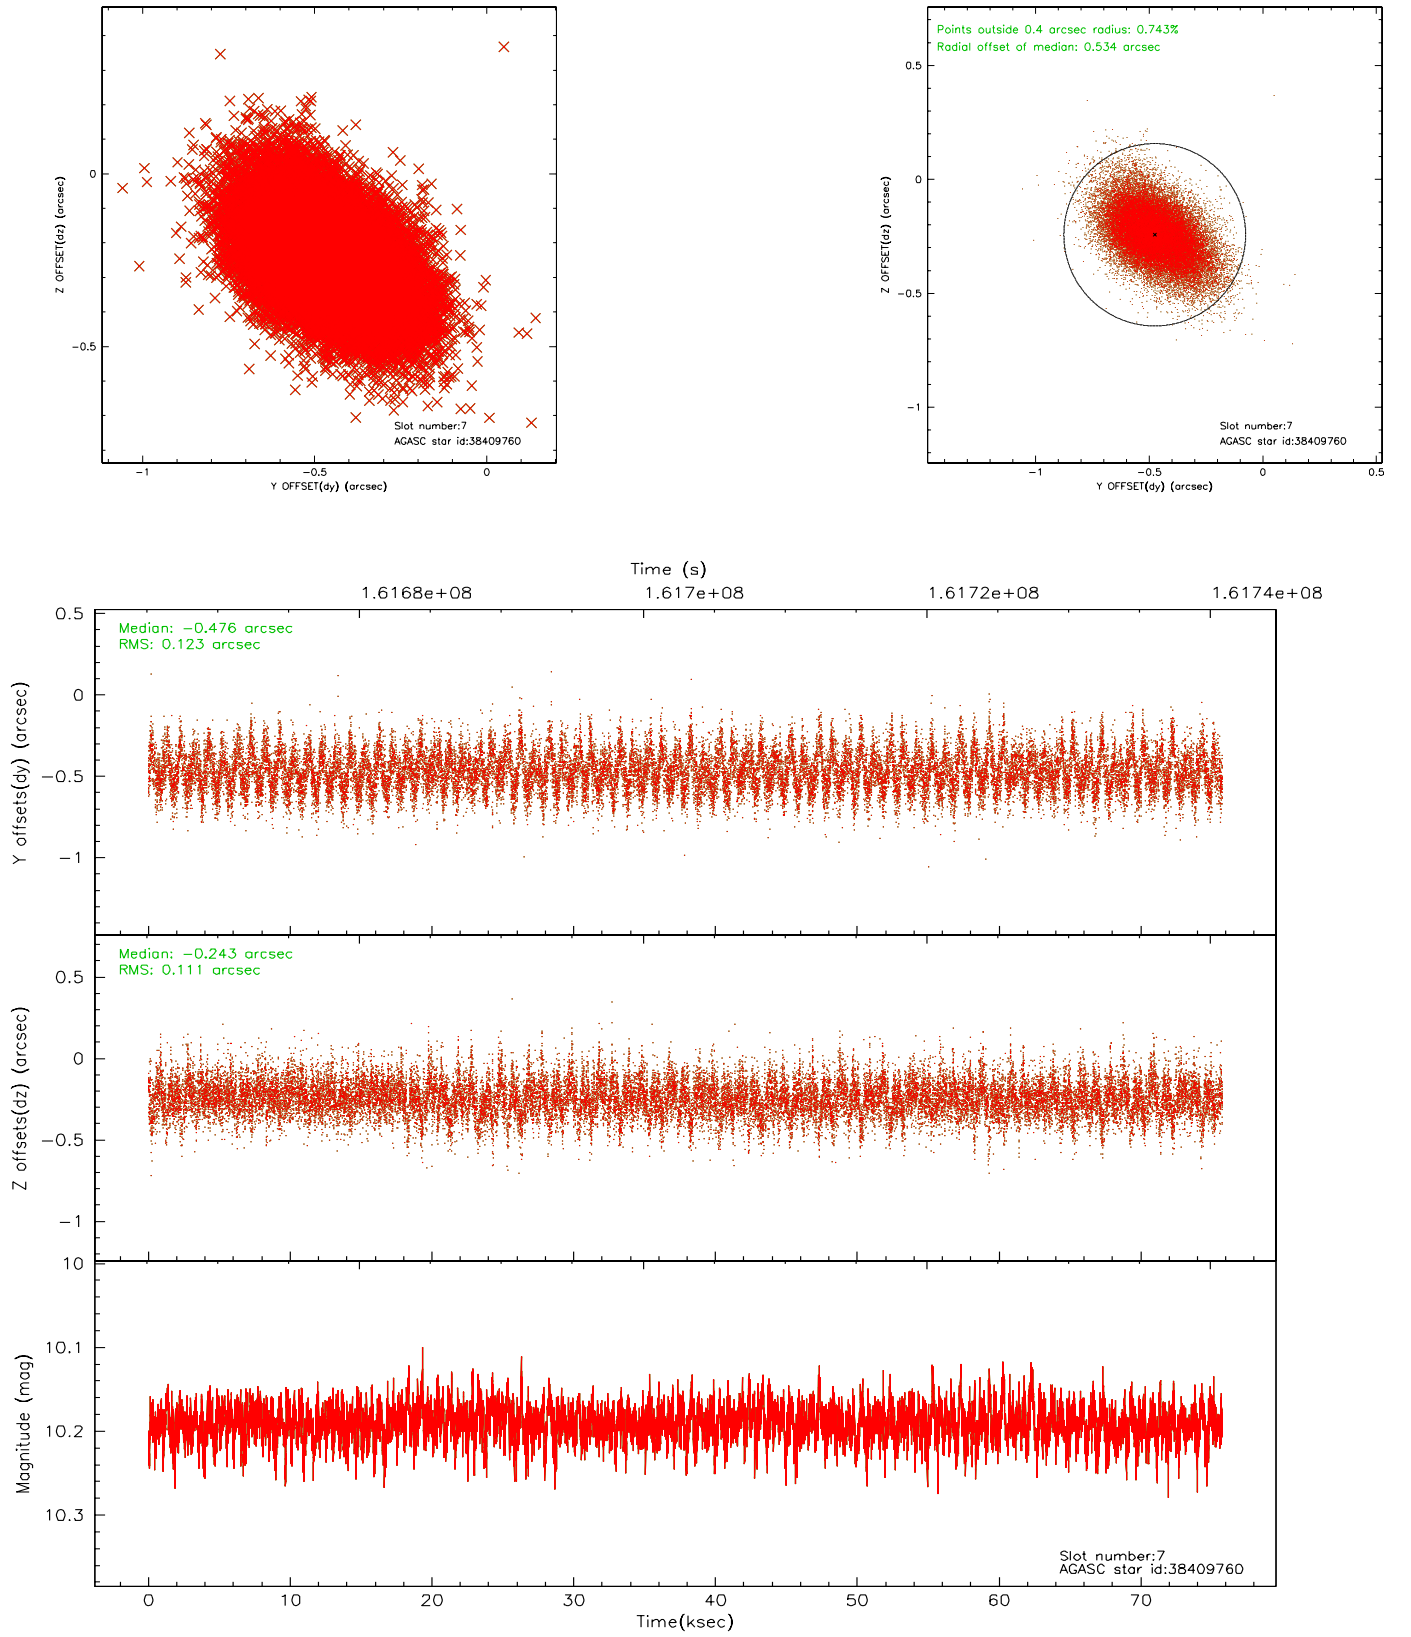 0
−0.5
Z OFFSET(dz) (arcsec)
Slot number:7
AGASC star id:38409760
−1
−0.5
0
Y OFFSET(dy) (arcsec)
Points outside 0.4 arcsec radius: 0.743%
Radial offset of median: 0.534 arcsec
0.5
0
−0.5
−1
Z OFFSET(dz) (arcsec)
Slot number:7
AGASC star id:38409760
−1
−0.5
0
0.5
Y OFFSET(dy) (arcsec)
Time (s)
1.6168e+08
1.617e+08
1.6172e+08
1.6174e+08
0.5
0
−0.5
−1
Y offsets(dy) (arcsec)
Median: −0.476 arcsec
RMS: 0.123 arcsec
0.5
0
−0.5
−1
Z offsets(dz) (arcsec)
Median: −0.243 arcsec
RMS: 0.111 arcsec
10
10.1
10.2
10.3
Magnitude (mag)
Slot number:7
AGASC star id:38409760
0
10
20
30
40
50
60
70
Time(ksec)